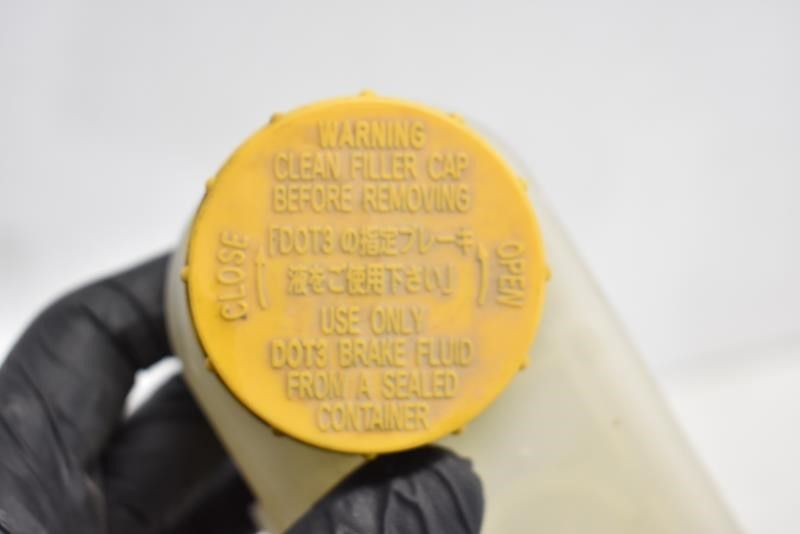 WARNING
CLEAN FILLER CAP
BEFORE REMOVING
CLOSE
「DOT3 の指定ブレーキ
液をご使用下さい」
OPEN
USE ONLY
DOT3 BRAKE FLUID
FROM A SEALED
CONTAINER